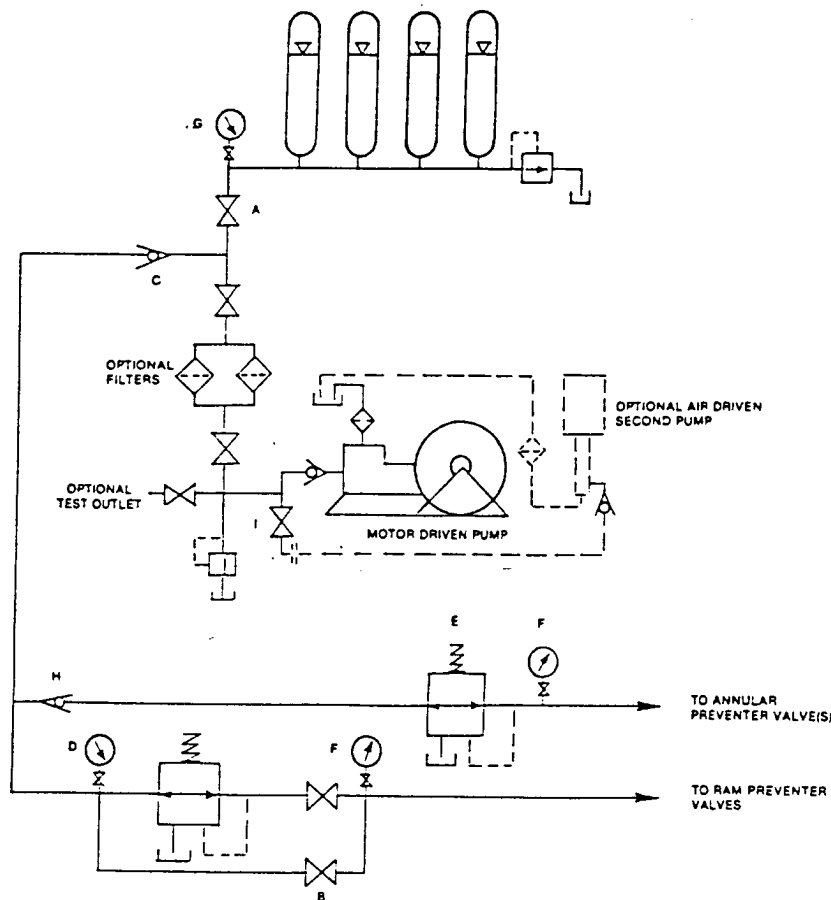 G
A
C
OPTIONAL
FILTERS
OPTIONAL AIR DRIVEN
SECOND PUMP
OPTIONAL
TEST OUTLET
I
MOTOR DRIVEN PUMP
E
F
H
TO ANNULAR
PREVENTER VALVE(S)
D
F
TO RAM PREVENTER
VALVES
B